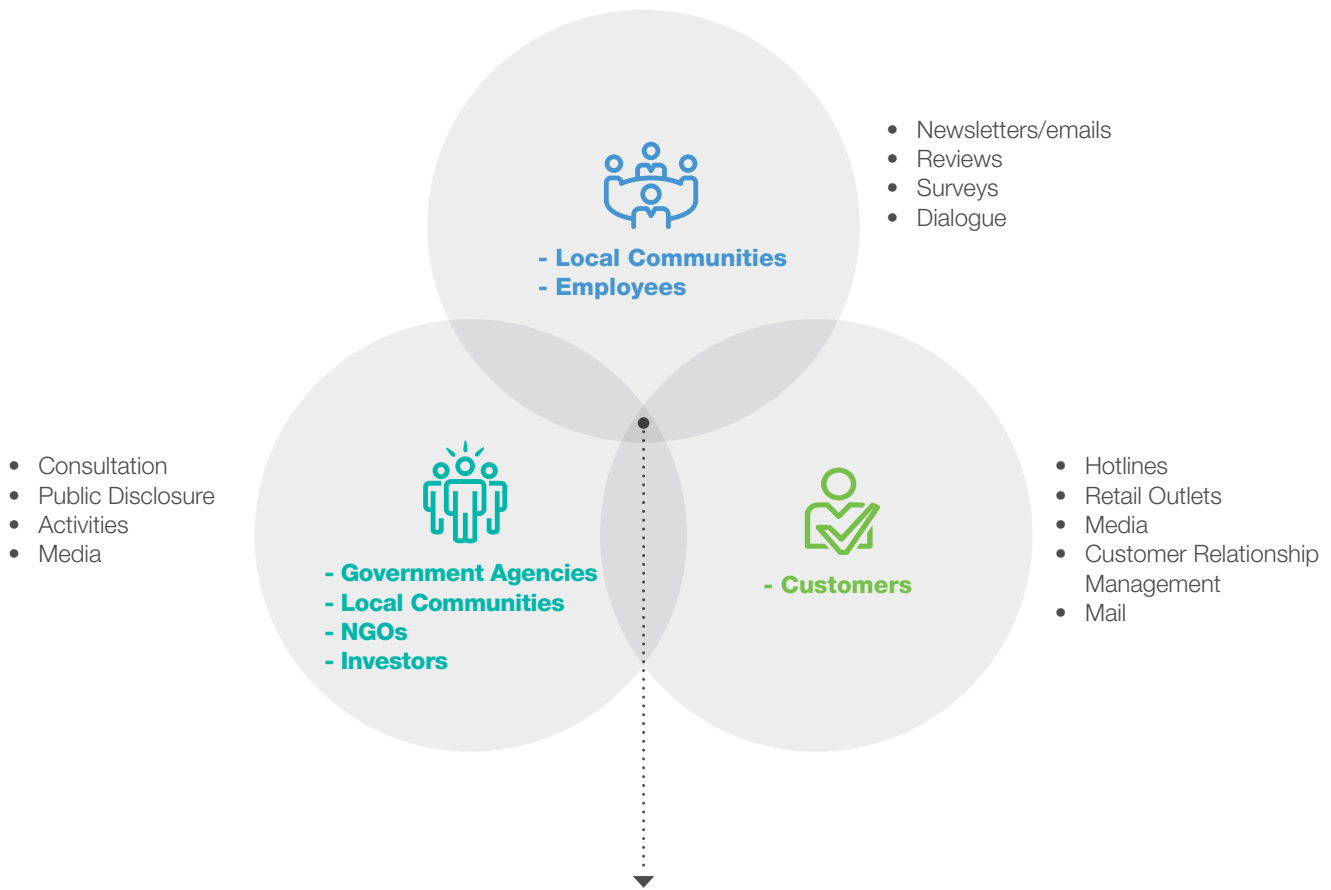 • Newsletters/emails
• Reviews
• Surveys
• Dialogue
- Local Communities
- Employees
• Consultation
• Public Disclosure
• Activities
• Media
- Government Agencies
- Local Communities
- NGOs
- Investors
- Customers
• Hotlines
• Retail Outlets
• Media
• Customer Relationship
Management
• Mail